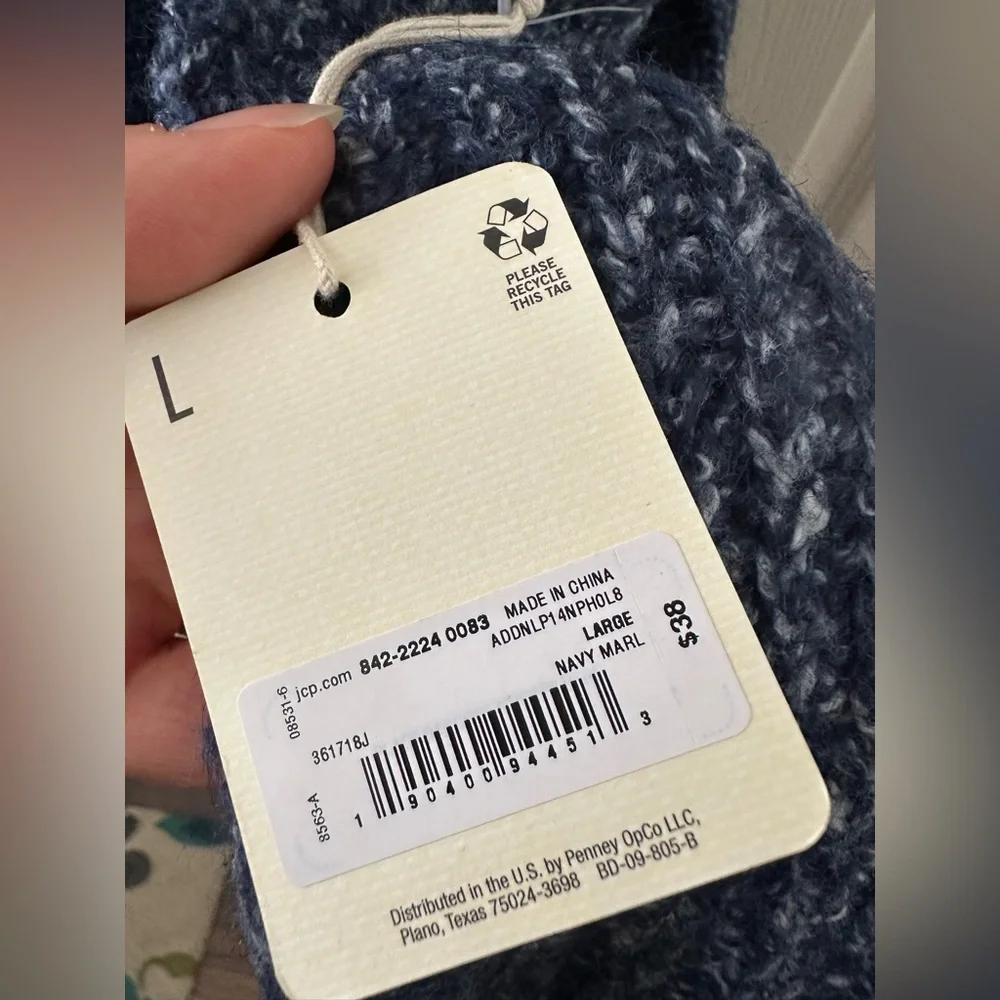 PLEASE
RECYCLE
THIS TAG
L
jcp.com 842-2224 0083 MADE IN CHINA
ADDNLP14NPH0L8
LARGE
NAVY MARL
$38
08531-6
361718J
8563-A
1 90400 94451 3
Distributed in the U.S. by Penney OpCo LLC,
Plano, Texas 75024-3698 BD-09-805-B